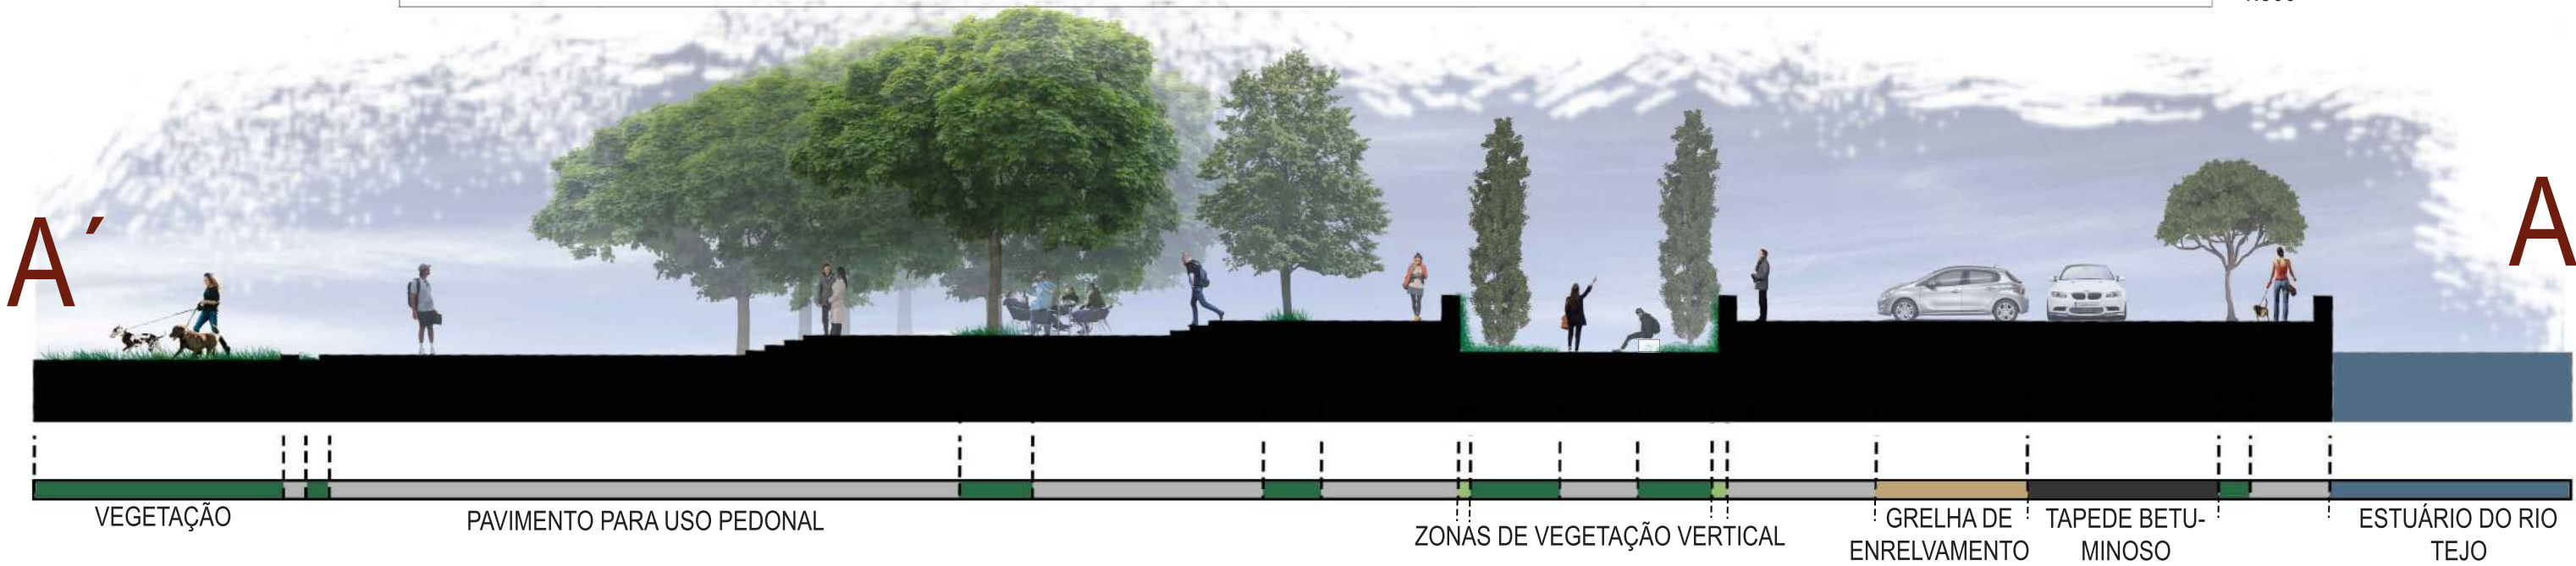 A´
A
VEGETAÇÃO
PAVIMENTO PARA USO PEDONAL
ZONAS DE VEGETAÇÃO VERTICAL
GRELHA DE
ENRELVAMENTO
TAPEDE BETU-
MINOSO
ESTUÁRIO DO RIO
TEJO